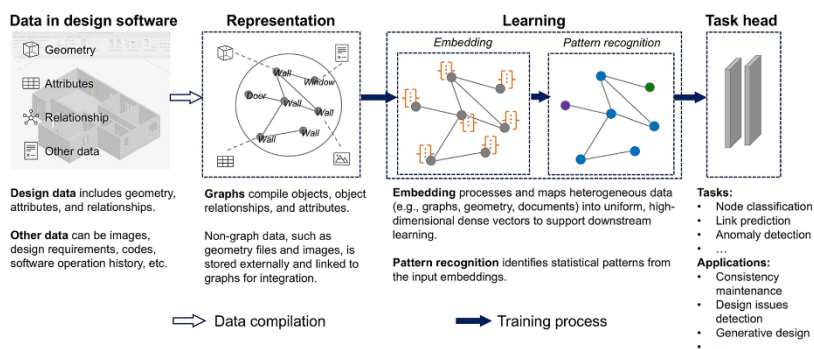 Data in design software
Geometry
Attributes
Relationship
Other data
Design data includes geometry,
attributes, and relationships.
Other data can be images,
design requirements, codes,
software operation history, etc.
Representation
Wall
Window
Door
Wall
Wall
Wall
Wall
Graphs compile objects, object
relationships, and attributes.
Non-graph data, such as
geometry files and images, is
stored externally and linked to
graphs for integration.
Learning
Embedding
Pattern recognition
Embedding processes and maps heterogeneous data
(e.g., graphs, geometry, documents) into uniform, high-
dimensional dense vectors to support downstream
learning.
Pattern recognition identifies statistical patterns from
the input embeddings.
Task head
Tasks:
• Node classification
• Link prediction
• Anomaly detection
• …
Applications:
• Consistency
maintenance
• Design issues
detection
• Generative design
•
Data compilation
Training process